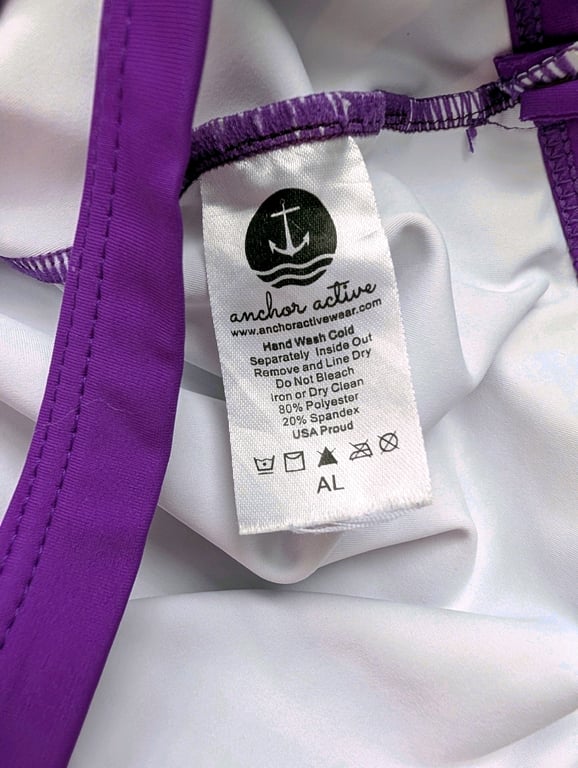 anchor active
www.anchoractivewear.com
Hand Wash Cold
Separately Inside Out
Remove and Line Dry
Do Not Bleach
Iron or Dry Clean
80% Polyester
20% Spandex
USA Proud
AL